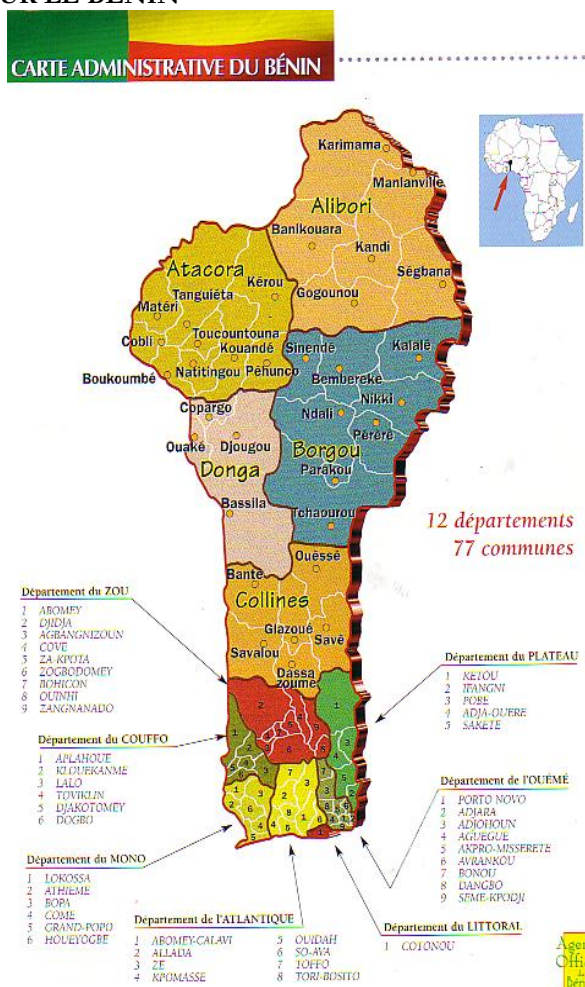 UR LE BENIN
CARTE ADMINISTRATIVE DU BÉNIN
Karimama
Manlanville
Alibori
Banikouara
Kandi
Ségbana
Gogounou
Atacora
Kérou
Tanguiéta
Matéri
Toucountouna
Cobli
Kouandé
Boukoumbé
Natitingou
Péhunco
Sinendé
Kalalé
Bembereke
Nikki
Ndali
Pérèrè
Borgou
Parakou
Tchaourou
Copargo
Ouaké
Djougou
Donga
Bassila
12 départements
77 communes
Ouèssé
Bantè
Collines
Glazoué
Savè
Savalou
Dassa
zoumé
Département du ZOU
1 ABOMEY
2 DJIDJA
3 AGBANGNIZOUN
4 COVE
5 ZA-KPOTA
6 ZOGBODOMEY
7 BOHICON
8 OUINHI
9 ZANGNANADO
Département du COUFFO
1 APLAHOUE
2 KLOUEKANME
3 LALO
4 TOVIKLIN
5 DJAKOTOMEY
6 DOGBO
Département du MONO
1 LOKOSSA
2 ATHIEME
3 BOPA
4 COME
5 GRAND-POPO
6 HOUEYOGBE
Département de l'ATLANTIQUE
1 ABOMEY-CALAVI
2 ALLADA
3 ZE
4 KPOMASSE
5 OUIDAH
6 SO-AVA
7 TOFFO
8 TORI-BOSITO
Département du LITTORAL
1 COTONOU
Département du PLATEAU
1 KETOU
2 IFANGNI
3 POBE
4 ADJA-OUERE
5 SAKETE
Département de l'OUÉMÉ
1 PORTO NOVO
2 ADJARA
3 ADJOHOUN
4 AGUEGUE
5 AKPRO-MISSERETE
6 AVRANKOU
7 BONOU
8 DANGBO
9 SEME-KPODJI